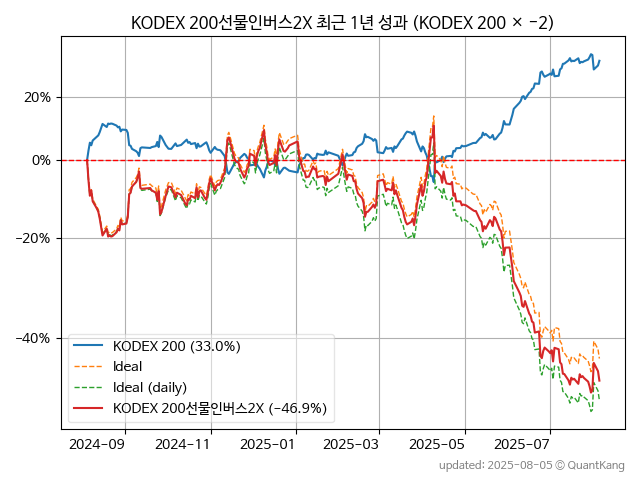 KODEX 200선물인버스2X 최근 1년 성과 (KODEX 200 × −2)
20%
0%
−20%
−40%
KODEX 200 (33.0%)
Ideal
Ideal (daily)
KODEX 200선물인버스2X (−46.9%)
2024-09 2024-11 2025-01 2025-03 2025-05 2025-07
updated: 2025-08-05 © QuantKang